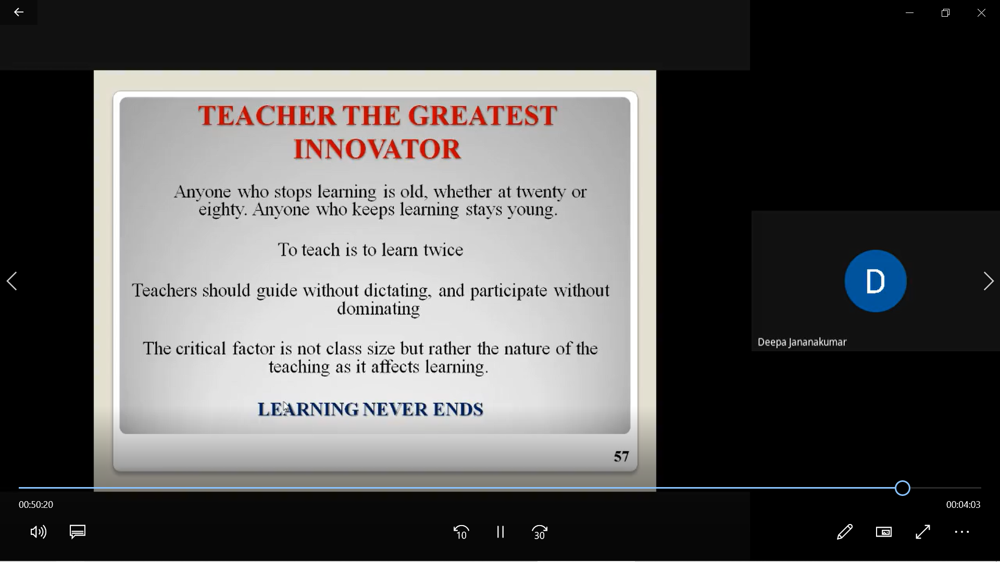 TEACHER THE GREATEST
INNOVATOR
Anyone who stops learning is old, whether at twenty or
eighty. Anyone who keeps learning stays young.
To teach is to learn twice
Teachers should guide without dictating, and participate without
dominating
The critical factor is not class size but rather the nature of the
teaching as it affects learning.
LEARNING NEVER ENDS
57
D
Deepa Jananakumar
00:50:20
00:04:03
10
30